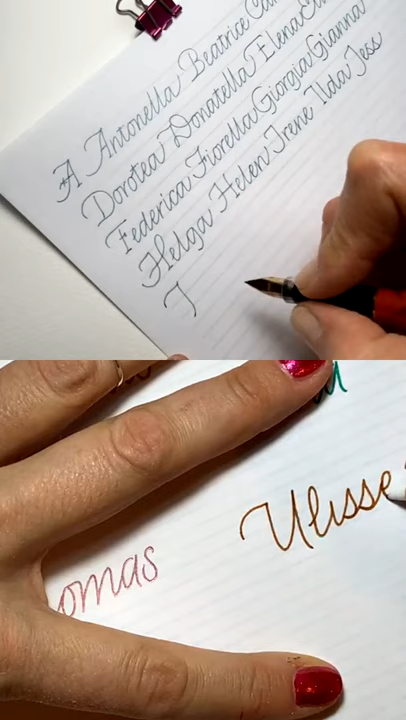 A Antonella Beatrice
Dorotea Donatella Elena
Federica Fiorella Giorgia Gianna
Helga Helen Irene Ilda Jess
J
Ulisse
omas